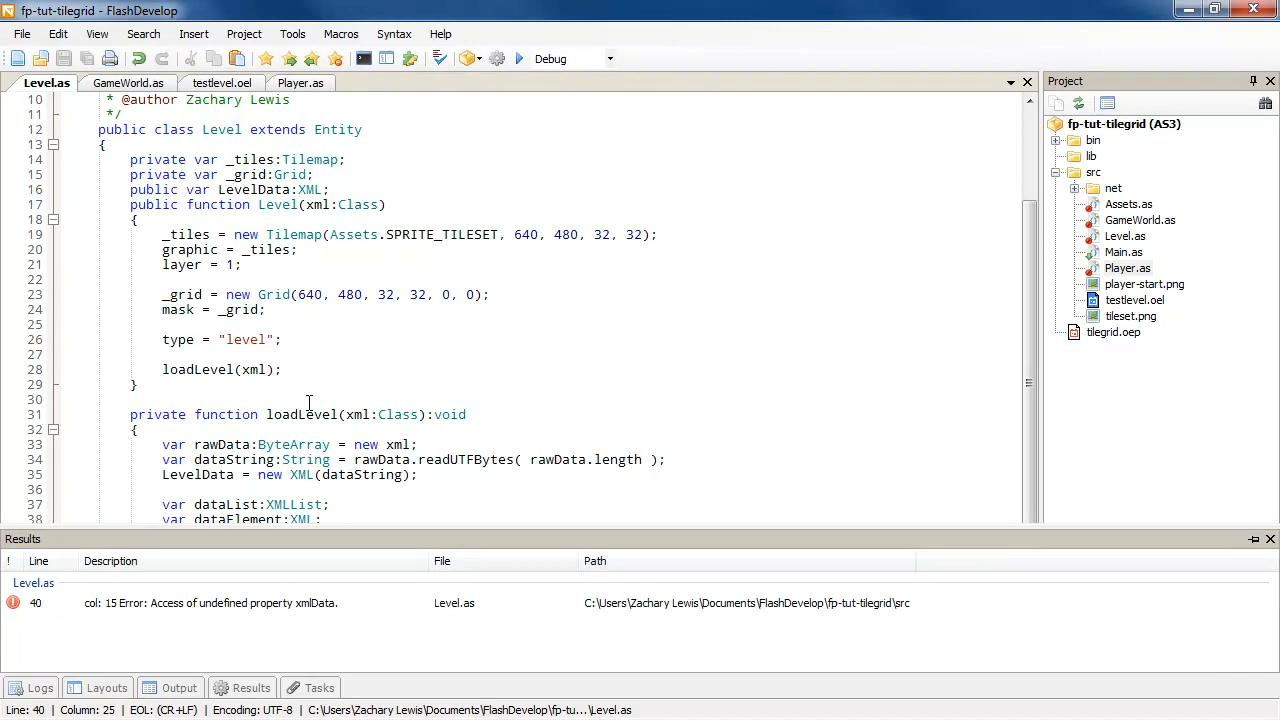 fp-tut-tilegrid - FlashDevelop
File Edit View Search Insert Project Tools Macros Syntax Help
Debug
Level.as GameWorld.as testlevel.oel Player.as
10 * @author Zachary Lewis
11 */
12 public class Level extends Entity
13 {
14 private var _tiles:Tilemap;
15 private var _grid:Grid;
16 public var LevelData:XML;
17 public function Level(xml:Class)
18 {
19 _tiles = new Tilemap(Assets.SPRITE_TILESET, 640, 480, 32, 32);
20 graphic = _tiles;
21 layer = 1;
22
23 _grid = new Grid(640, 480, 32, 32, 0, 0);
24 mask = _grid;
25
26 type = "level";
27
28 loadLevel(xml);
29 }
30
31 private function loadLevel(xml:Class):void
32 {
33 var rawData:ByteArray = new xml;
34 var dataString:String = rawData.readUTFBytes( rawData.length );
35 LevelData = new XML(dataString);
36
37 var dataList:XMLList;
38 var dataElement:XML;
Project
fp-tut-tilegrid (AS3)
bin
lib
src
net
Assets.as
GameWorld.as
Level.as
Main.as
Player.as
player-start.png
testlevel.oel
tileset.png
tilegrid.oep
Results
! Line Description File Path
Level.as
40 col: 15 Error: Access of undefined property xmlData. Level.as C:\Users\Zachary Lewis\Documents\FlashDevelop\fp-tut-tilegrid\src
Logs Layouts Output Results Tasks
Line: 40 Column: 25 EOL: (CR+LF) Encoding: UTF-8 C:\Users\Zachary Lewis\Documents\FlashDevelop\fp-tu...\Level.as